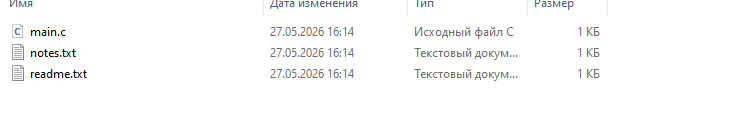 Имя Дата изменения Тип Размер
main.c 27.05.2026 16:14 Исходный файл C 1 КБ
notes.txt 27.05.2026 16:14 Текстовый докум... 1 КБ
readme.txt 27.05.2026 16:14 Текстовый докум... 1 КБ